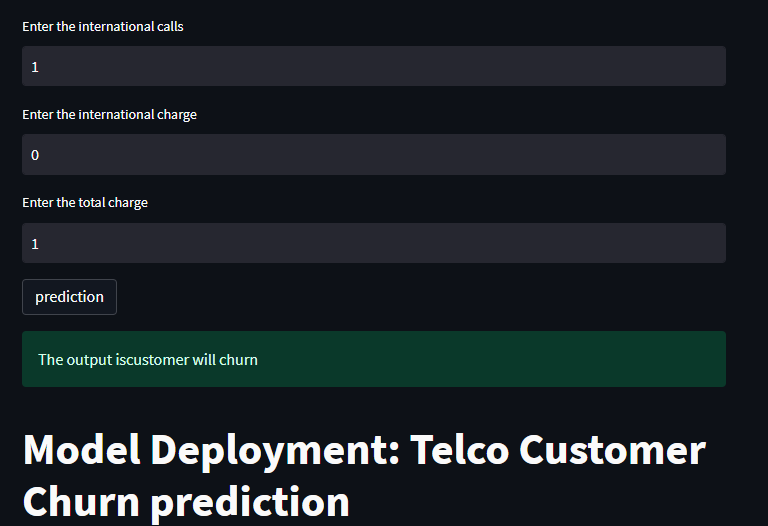 Enter the international calls
1
Enter the international charge
0
Enter the total charge
1
prediction
The output iscustomer will churn
Model Deployment: Telco Customer
Churn prediction